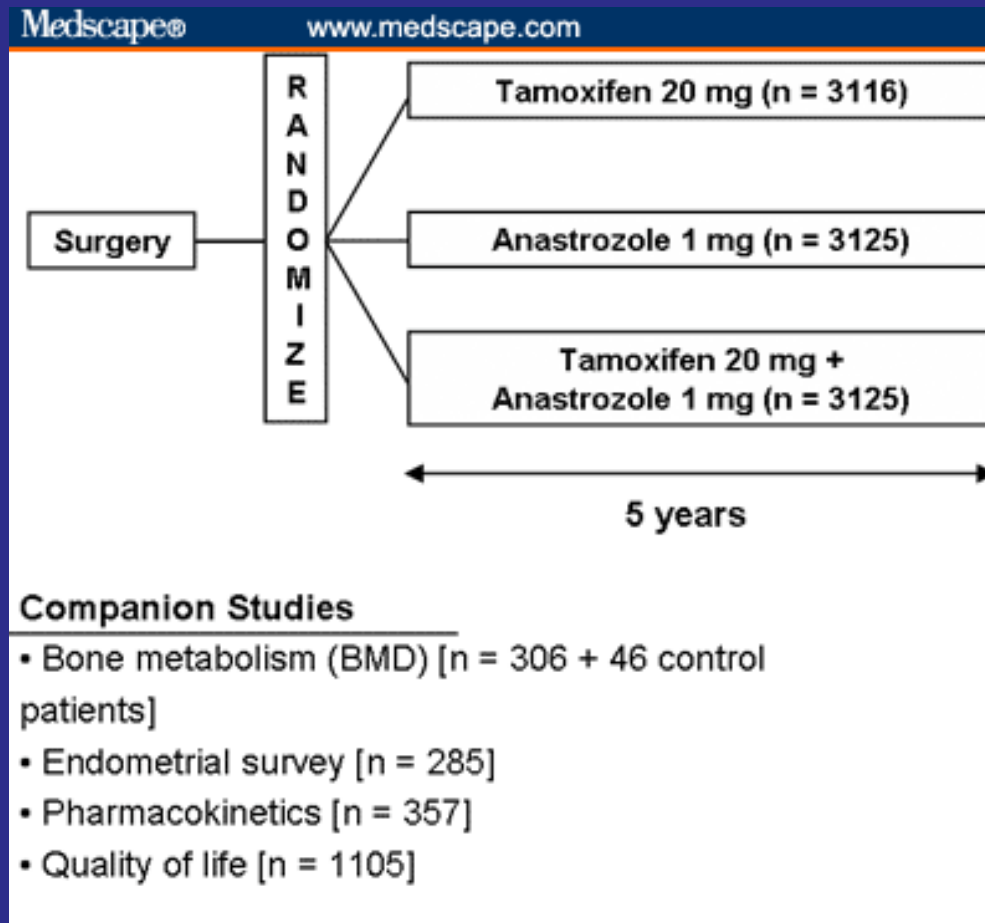 Medscape® www.medscape.com
RANDOMIZE
Tamoxifen 20 mg (n = 3116)
Surgery
Anastrozole 1 mg (n = 3125)
Tamoxifen 20 mg +
Anastrozole 1 mg (n = 3125)
5 years
Companion Studies
• Bone metabolism (BMD) [n = 306 + 46 control
patients]
• Endometrial survey [n = 285]
• Pharmacokinetics [n = 357]
• Quality of life [n = 1105]